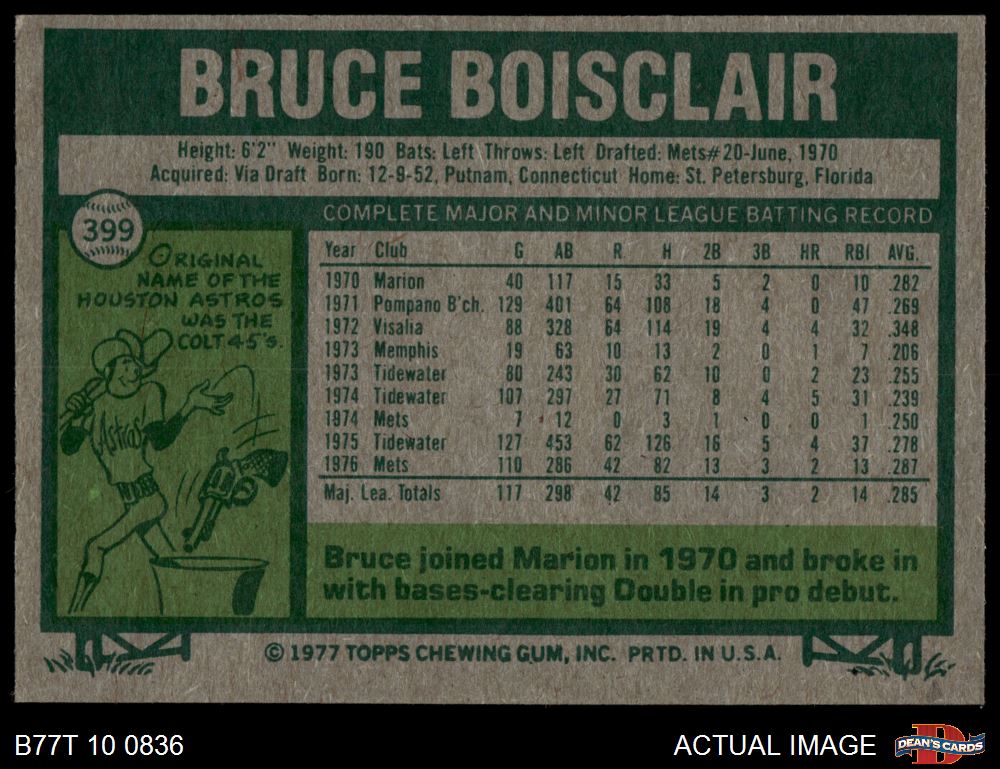 BRUCE BOISCLAIR
Height: 6'2" Weight: 190 Bats: Left Throws: Left Drafted: Mets#20-June, 1970
Acquired: Via Draft Born: 12-9-52, Putnam, Connecticut Home: St. Petersburg, Florida
399
ORIGINAL
NAME OF THE
HOUSTON ASTROS
WAS THE
COLT 45's.
Astros
COMPLETE MAJOR AND MINOR LEAGUE BATTING RECORD
Year Club G AB R H 2B 3B HR RBI AVG.
1970 Marion 40 117 15 33 5 2 0 10 .282
1971 Pompano B'ch. 129 401 64 108 18 4 0 47 .269
1972 Visalia 88 328 64 114 19 4 4 32 .348
1973 Memphis 19 63 10 13 2 0 1 7 .206
1973 Tidewater 80 243 30 62 10 0 2 23 .255
1974 Tidewater 107 297 27 71 8 4 5 31 .239
1974 Mets 7 12 0 3 1 0 0 1 .250
1975 Tidewater 127 453 62 126 16 5 4 37 .278
1976 Mets 110 286 42 82 13 3 2 13 .287
Maj. Lea. Totals 117 298 42 85 14 3 2 14 .285
Bruce joined Marion in 1970 and broke in
with bases-clearing Double in pro debut.
© 1977 TOPPS CHEWING GUM, INC. PRTD. IN U.S.A.
B77T 10 0836
ACTUAL IMAGE
D
DEAN'S CARDS